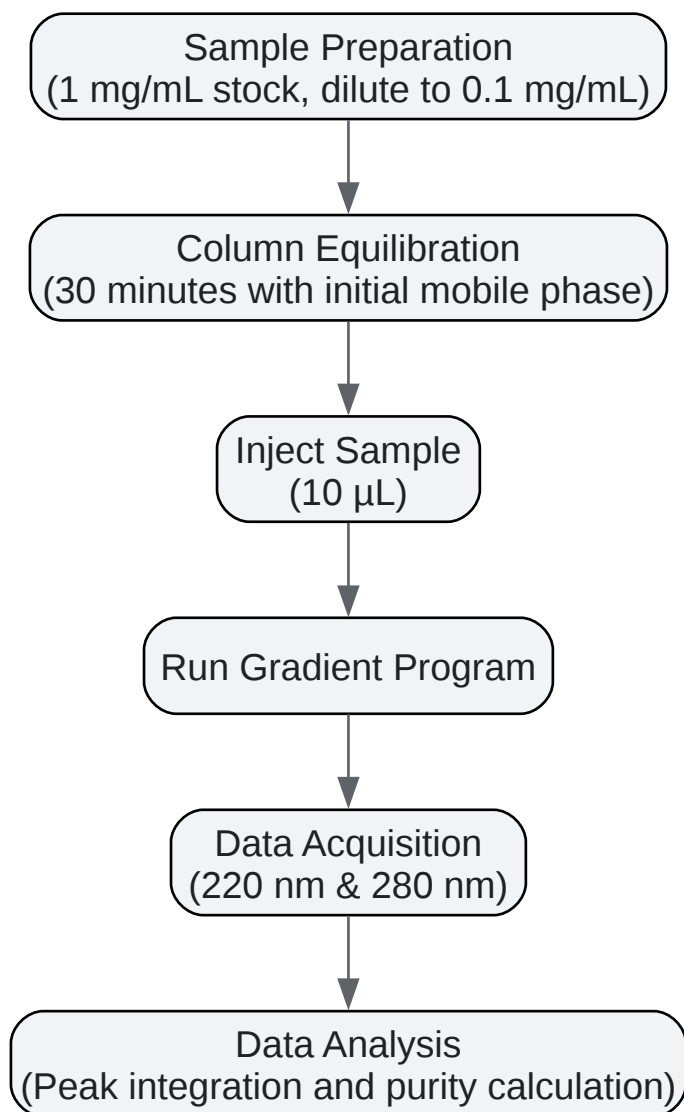 Sample Preparation
(1 mg/mL stock, dilute to 0.1 mg/mL)
Column Equilibration
(30 minutes with initial mobile phase)
Inject Sample
(10 µL)
Run Gradient Program
Data Acquisition
(220 nm & 280 nm)
Data Analysis
(Peak integration and purity calculation)